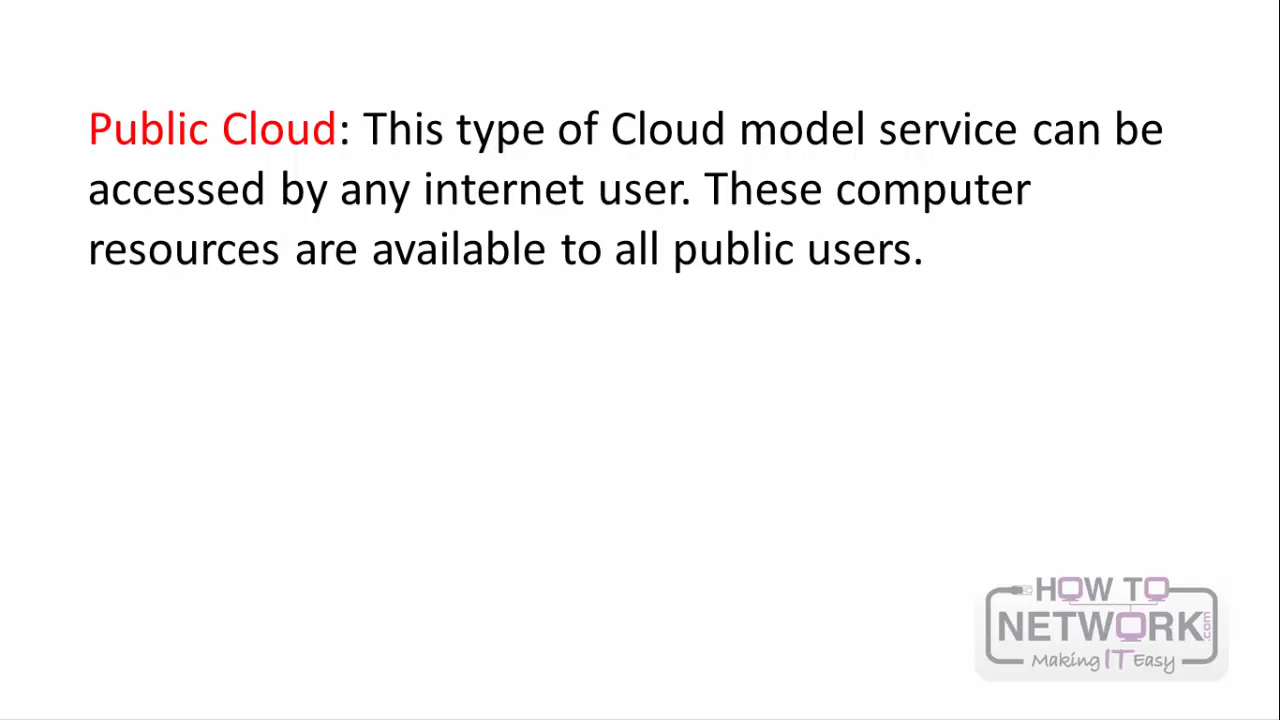 Public Cloud: This type of Cloud model service can be
accessed by any internet user. These computer
resources are available to all public users.
HOW TO
NETWORK.com
Making IT Easy